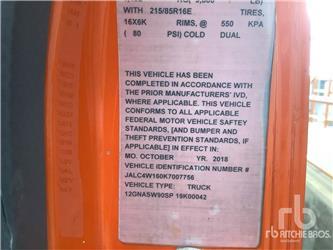 WITH 215/85R16E TIRES,
16X6K RIMS, @ 550 KPA
( 80 PSI) COLD DUAL
THIS VEHICLE HAS BEEN
COMPLETED IN ACCORDANCE WITH
THE PRIOR MANUFACTURERS' IVD,
WHERE APPLICABLE. THIS VEHICLE
CONFORMS TO ALL APPLICABLE
FEDERAL MOTOR VEHICLE SAFTEY
STANDARDS, [AND BUMPER AND
THEFT PREVENTION STANDARDS, IF
APPLICABLE] IN EFFECT IN:
MO. OCTOBER YR. 2018
VEHICLE IDENTIFICATION NUMBER #
JALC4W160K7007756
VEHICLE TYPE: TRUCK
12GNASW90SP 19K00042
rb
RITCHIE BROS.